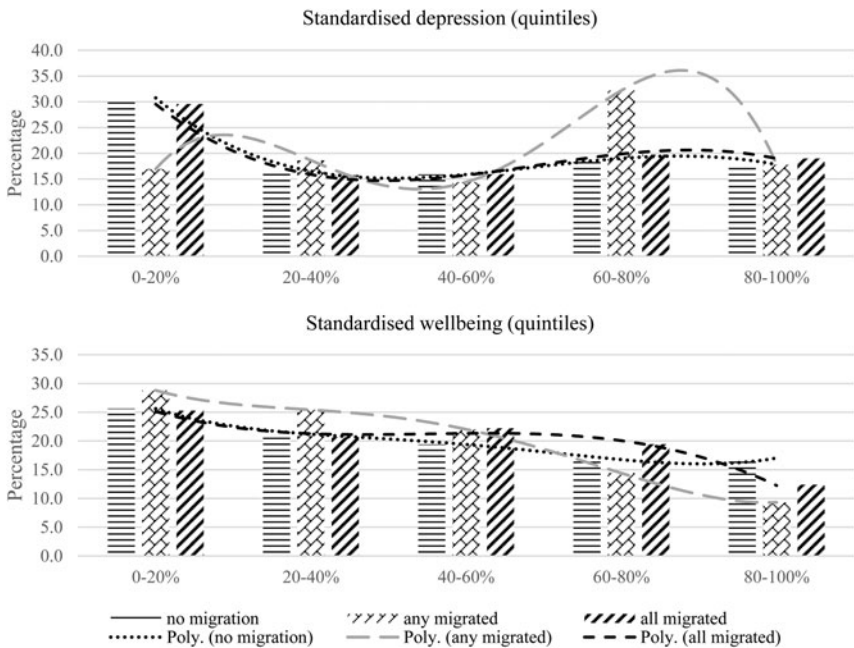 Standardised depression (quintiles)
Percentage
40.0
35.0
30.0
25.0
20.0
15.0
10.0
5.0
0.0
0-20% 20-40% 40-60% 60-80% 80-100%
Standardised wellbeing (quintiles)
Percentage
35.0
30.0
25.0
20.0
15.0
10.0
5.0
0.0
0-20% 20-40% 40-60% 60-80% 80-100%
no migration any migrated all migrated
Poly. (no migration) Poly. (any migrated) Poly. (all migrated)